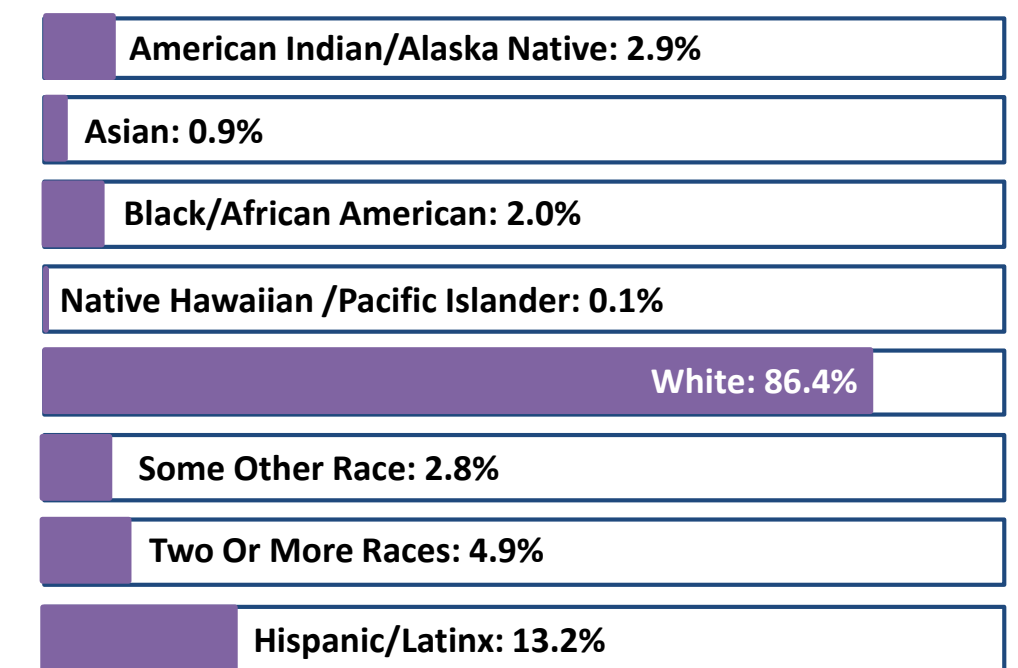 American Indian/Alaska Native: 2.9%
Asian: 0.9%
Black/African American: 2.0%
Native Hawaiian /Pacific Islander: 0.1%
White: 86.4%
Some Other Race: 2.8%
Two Or More Races: 4.9%
Hispanic/Latinx: 13.2%